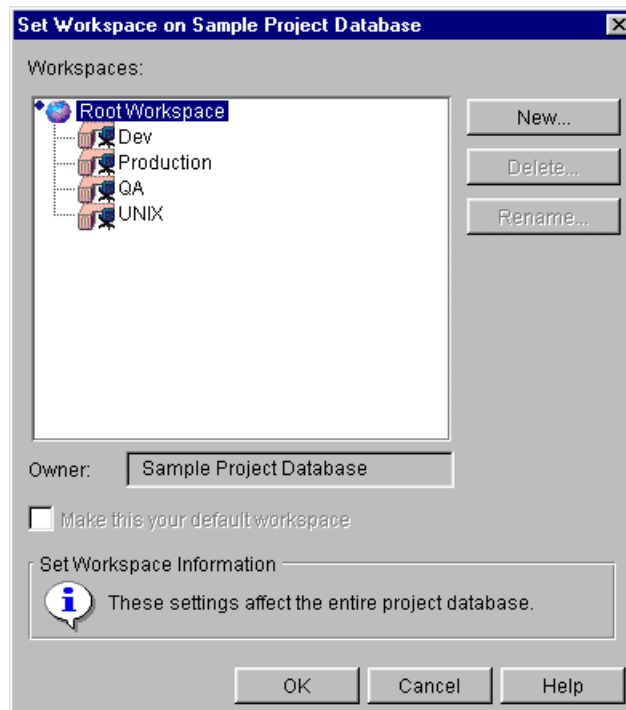 Set Workspace on Sample Project Database
Workspaces:
Root Workspace
New...
Dev
Production
Delete...
QA
UNIX
Rename...
Owner:
Sample Project Database
Make this your default workspace
Set Workspace Information
These settings affect the entire project database.
OK
Cancel
Help